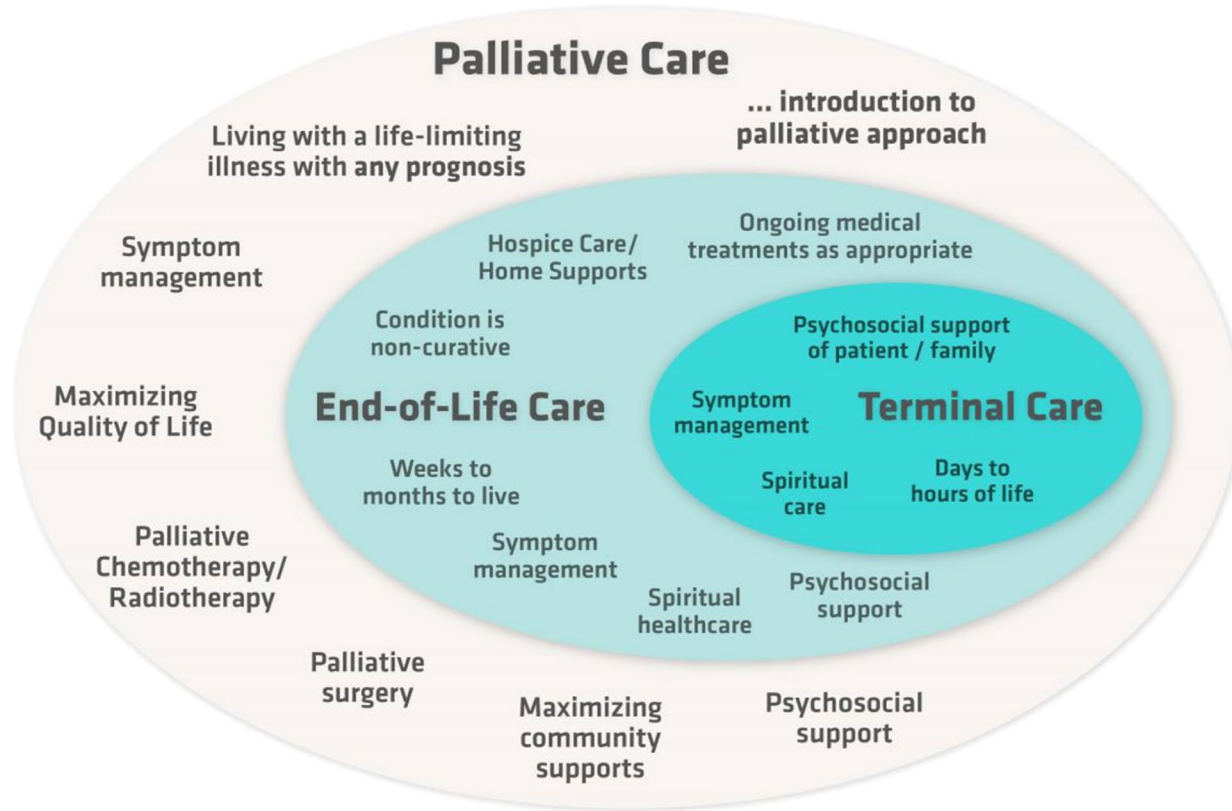 Palliative Care
... introduction to
palliative approach
Living with a life-limiting
illness with any prognosis
Symptom
management
Hospice Care/
Home Supports
Ongoing medical
treatments as appropriate
Condition is
non-curative
Psychosocial support
of patient / family
Maximizing
Quality of Life
End-of-Life Care
Symptom
management
Terminal Care
Weeks to
months to live
Spiritual
care
Days to
hours of life
Palliative
Chemotherapy/
Radiotherapy
Symptom
management
Spiritual
healthcare
Psychosocial
support
Palliative
surgery
Maximizing
community
supports
Psychosocial
support